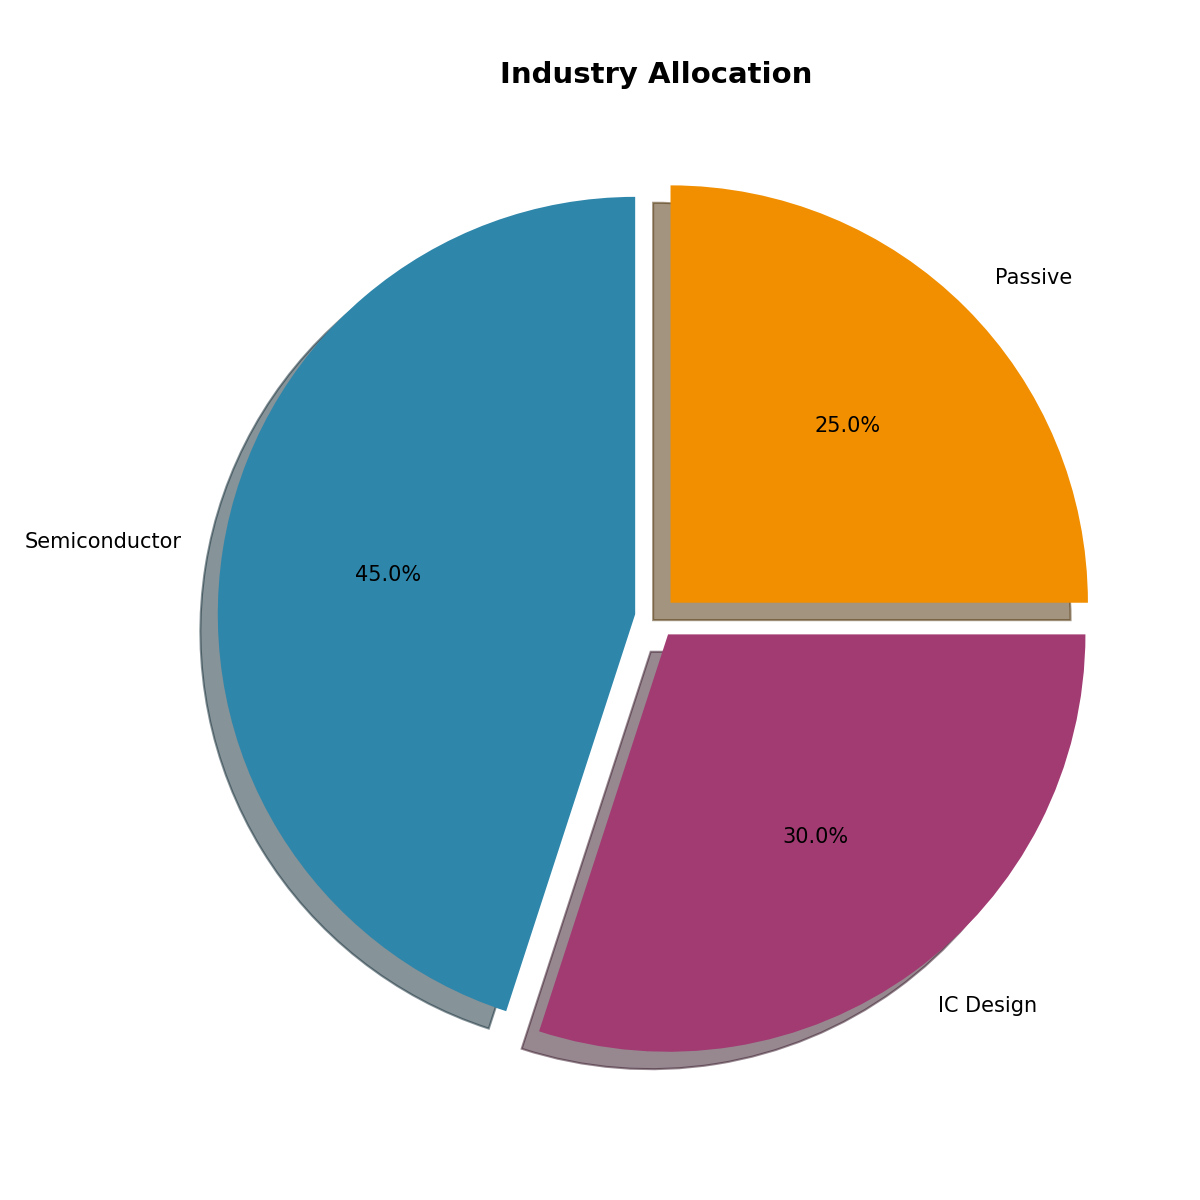 Industry Allocation
Passive
25.0%
Semiconductor
45.0%
30.0%
IC Design